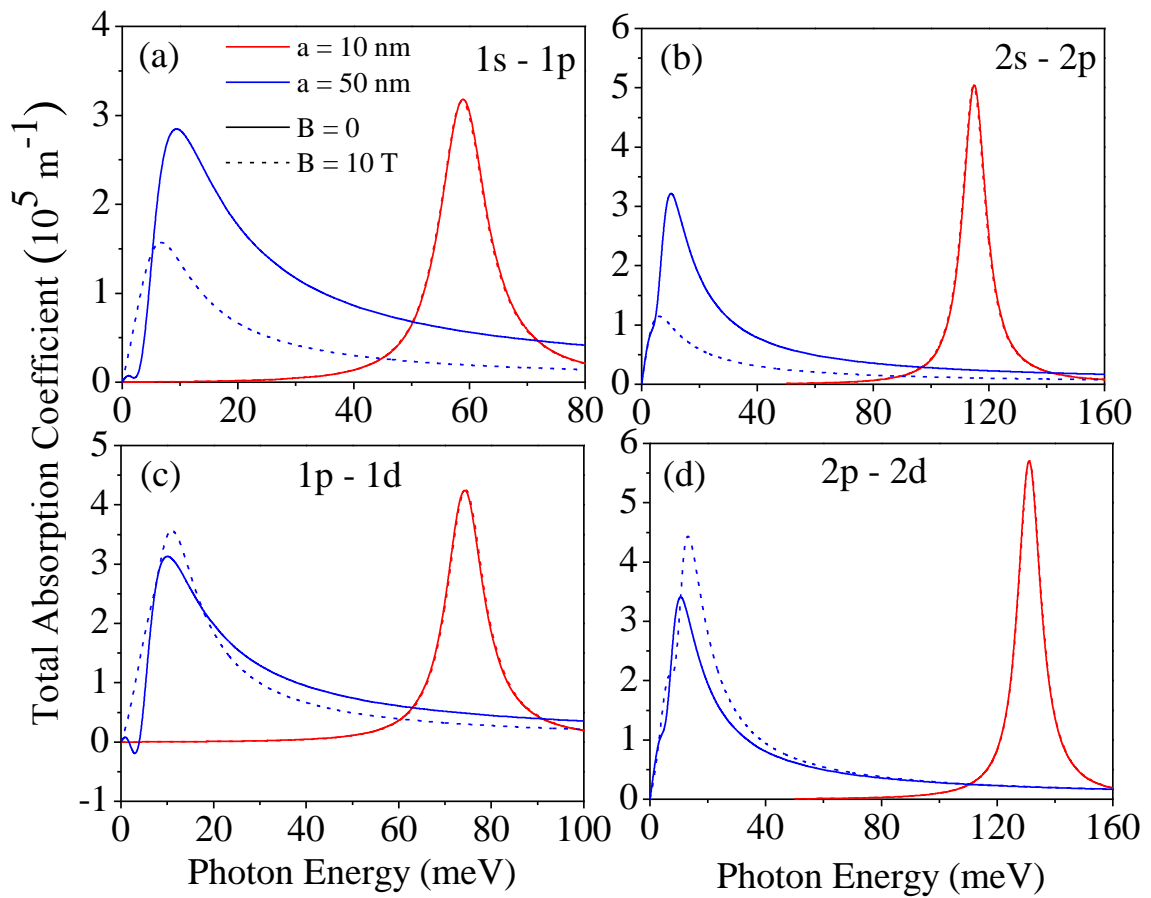 Total Absorption Coefficient (10^5 m^-1)
(a)
1s - 1p
a = 10 nm
a = 50 nm
B = 0
B = 10 T
4
3
2
1
0
0 20 40 60 80
(b)
2s - 2p
6
5
4
3
2
1
0
0 40 80 120 160
(c)
1p - 1d
5
4
3
2
1
0
-1
0 20 40 60 80 100
Photon Energy (meV)
(d)
2p - 2d
6
5
4
3
2
1
0
0 40 80 120 160
Photon Energy (meV)